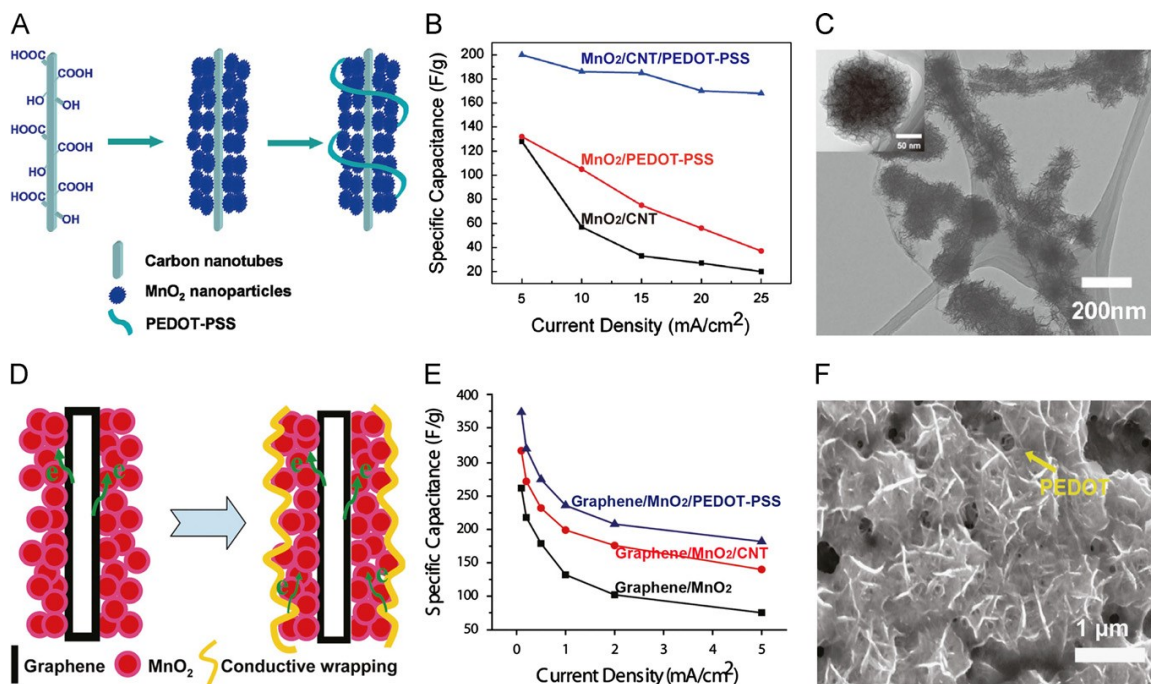 A
HOOC
COOH
HO
OH
HOOC
COOH
HO
COOH
HOOC
OH
Carbon nanotubes
MnO₂ nanoparticles
PEDOT-PSS
B
Specific Capacitance (F/g)
200
180
160
140
120
100
80
60
40
20
MnO₂/CNT/PEDOT-PSS
MnO₂/PEDOT-PSS
MnO₂/CNT
5 10 15 20 25
Current Density (mA/cm²)
C
50 nm
200nm
D
e
e
e
e
e
e
Graphene MnO₂ Conductive wrapping
E
Specific Capacitance (F/g)
400
350
300
250
200
150
100
50
Graphene/MnO₂/PEDOT-PSS
Graphene/MnO₂/CNT
Graphene/MnO₂
0 1 2 3 4 5
Current Density (mA/cm²)
F
PEDOT
1 μm